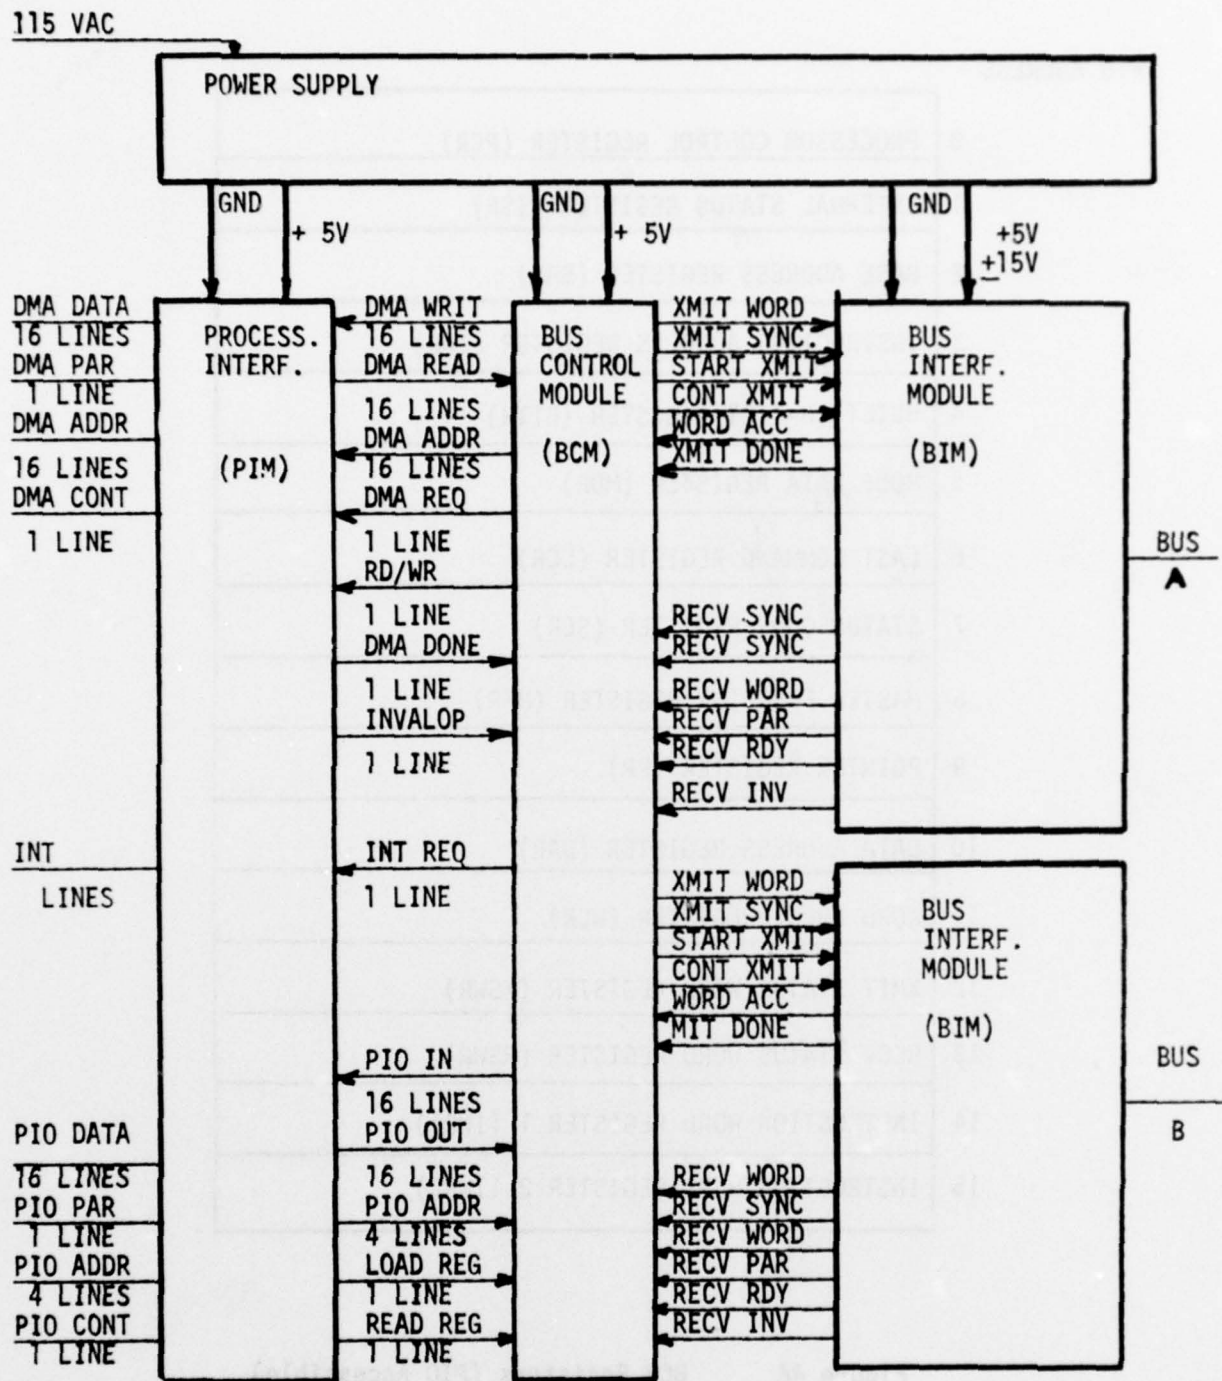 115 VAC
POWER SUPPLY
GND
+ 5V
GND
+ 5V
GND
+5V
±15V
DMA DATA
16 LINES
DMA PAR
1 LINE
DMA ADDR
16 LINES
DMA CONT
1 LINE
INT
LINES
PIO DATA
16 LINES
PIO PAR
1 LINE
PIO ADDR
4 LINES
PIO CONT
1 LINE
PROCESS.
INTERF.
(PIM)
DMA WRIT
16 LINES
DMA READ
16 LINES
DMA ADDR
16 LINES
DMA REQ
1 LINE
RD/WR
1 LINE
DMA DONE
1 LINE
INVALOP
1 LINE
INT REQ
1 LINE
PIO IN
16 LINES
PIO OUT
16 LINES
PIO ADDR
4 LINES
LOAD REG
1 LINE
READ REG
1 LINE
BUS
CONTROL
MODULE
(BCM)
XMIT WORD
XMIT SYNC
START XMIT
CONT XMIT
WORD ACC
XMIT DONE
RECV SYNC
RECV SYNC
RECV WORD
RECV PAR
RECV RDY
RECV INV
XMIT WORD
XMIT SYNC
START XMIT
CONT XMIT
WORD ACC
MIT DONE
RECV WORD
RECV SYNC
RECV WORD
RECV PAR
RECV RDY
RECV INV
BUS
INTERF.
MODULE
(BIM)
BUS
A
BUS
INTERF.
MODULE
(BIM)
BUS
B